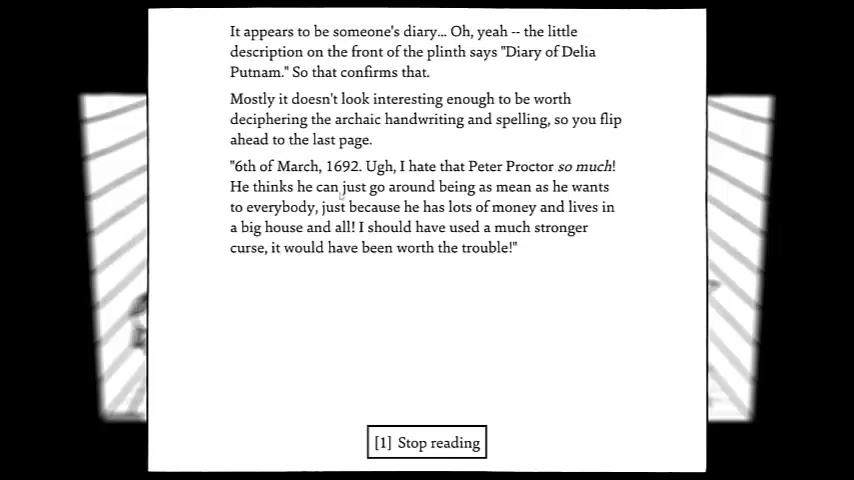 It appears to be someone's diary... Oh, yeah -- the little
description on the front of the plinth says "Diary of Delia
Putnam." So that confirms that.
Mostly it doesn't look interesting enough to be worth
deciphering the archaic handwriting and spelling, so you flip
ahead to the last page.
"6th of March, 1692. Ugh, I hate that Peter Proctor so much!
He thinks he can just go around being as mean as he wants
to everybody, just because he has lots of money and lives in
a big house and all! I should have used a much stronger
curse, it would have been worth the trouble!"
[1] Stop reading